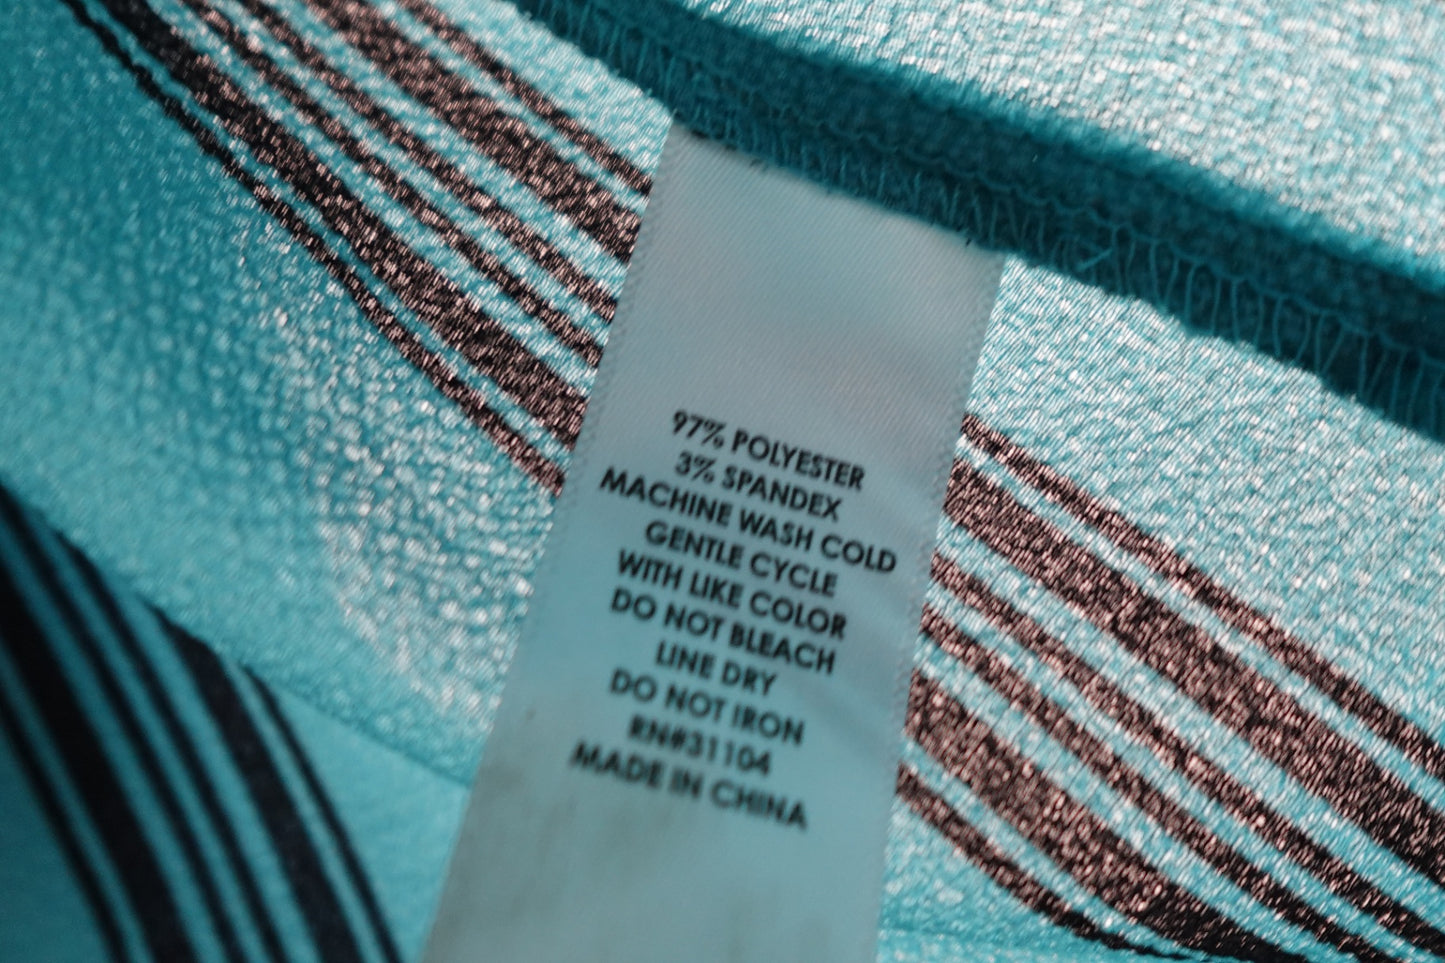 97% POLYESTER
3% SPANDEX
MACHINE WASH COLD
GENTLE CYCLE
WITH LIKE COLOR
DO NOT BLEACH
LINE DRY
DO NOT IRON
RN#31104
MADE IN CHINA